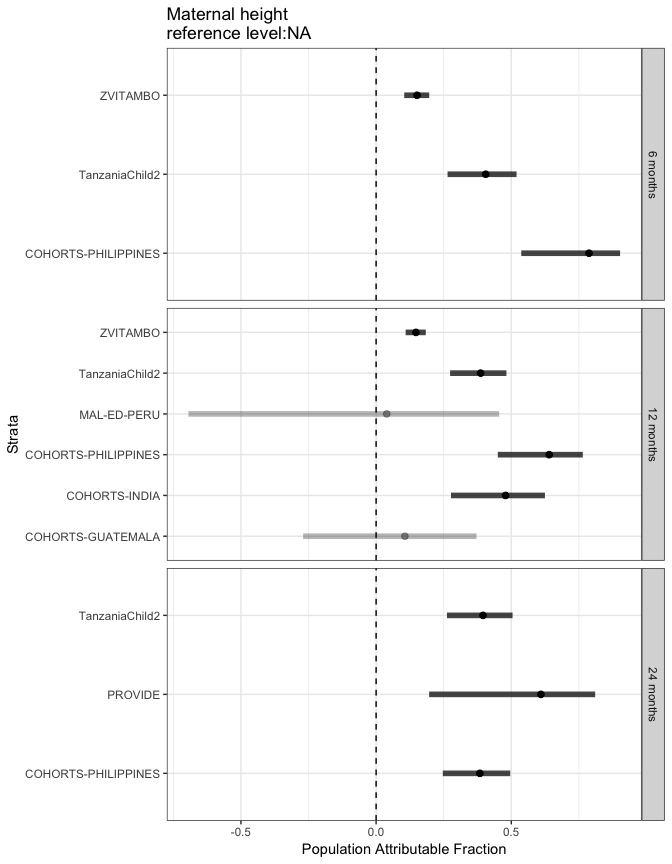 Maternal height
reference level:NA
ZVITAMBO
TanzaniaChild2
COHORTS-PHILIPPINES
6 months
ZVITAMBO
TanzaniaChild2
MAL-ED-PERU
COHORTS-PHILIPPINES
COHORTS-INDIA
COHORTS-GUATEMALA
12 months
TanzaniaChild2
PROVIDE
COHORTS-PHILIPPINES
24 months
Strata
-0.5
0.0
0.5
Population Attributable Fraction